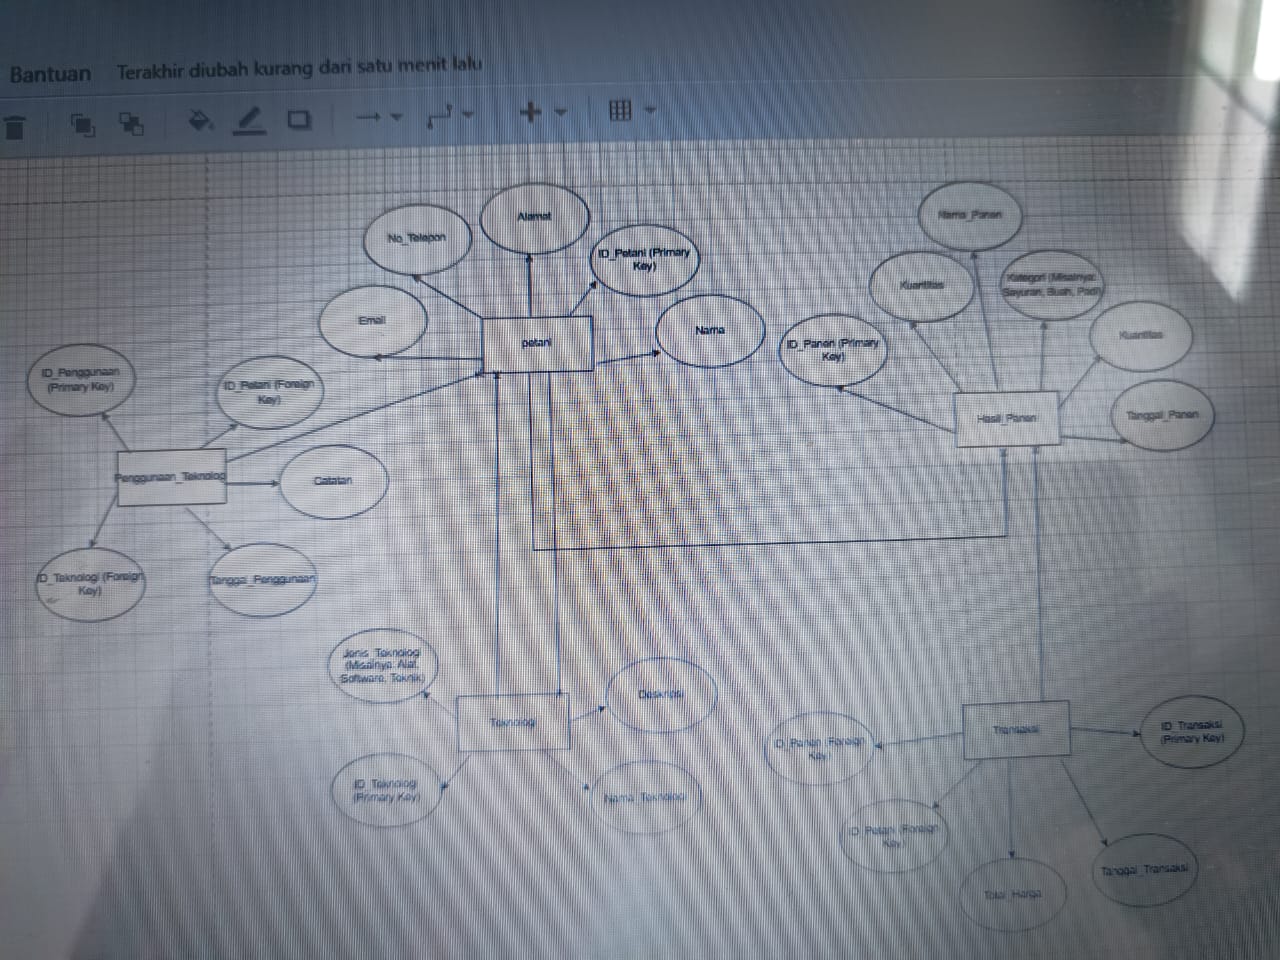 Bantuan Terakhir diubah kurang dari satu menit lalu
Alamat
No_Telepon
ID_Petani (Primary
Key)
Email
Nama
petani
Nama_Panen
Kuantitas
Kategori (Misalnya:
Sayuran, Buah, Padi)
Kuantitas
ID_Panen (Primary
Key)
Tanggal_Panen
Hasil_Panen
ID_Penggunaan
(Primary Key)
ID_Petani (Foreign
Key)
Penggunaan_Teknologi
Catatan
ID_Teknologi (Foreign
Key)
Tanggal_Penggunaan
Jenis_Teknologi
(Misalnya: Alat,
Software, Teknik)
Deskripsi
Teknologi
ID_Teknologi
(Primary Key)
Nama_Teknologi
ID_Panen (Foreign
Key)
Transaksi
ID_Transaksi
(Primary Key)
ID_Petani (Foreign
Key)
Total_Harga
Tanggal_Transaksi